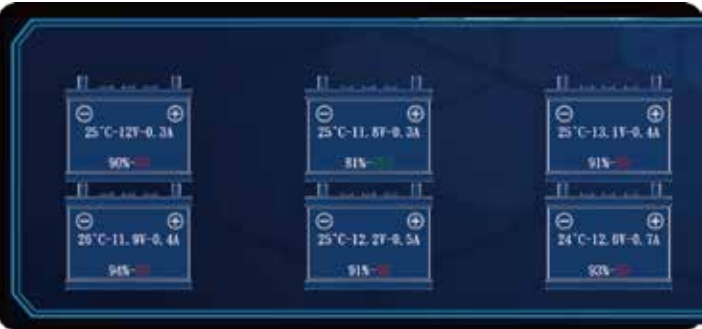 25°C-12V-0.3A
90%-
25°C-11.8V-0.3A
81%-
25°C-13.1V-0.4A
91%-
26°C-11.9V-0.4A
94%-
25°C-12.2V-0.5A
91%-
24°C-12.6V-0.7A
93%-